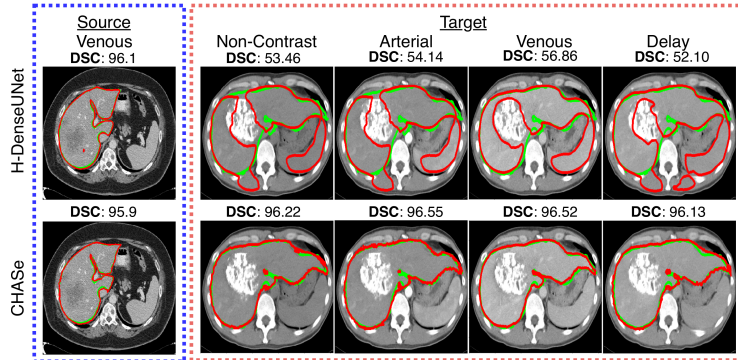 Source
Venous
DSC: 96.1
Target
Non-Contrast
DSC: 53.46
Arterial
DSC: 54.14
Venous
DSC: 56.86
Delay
DSC: 52.10
H-DenseUNet
DSC: 95.9
DSC: 96.22
DSC: 96.55
DSC: 96.52
DSC: 96.13
CHASe